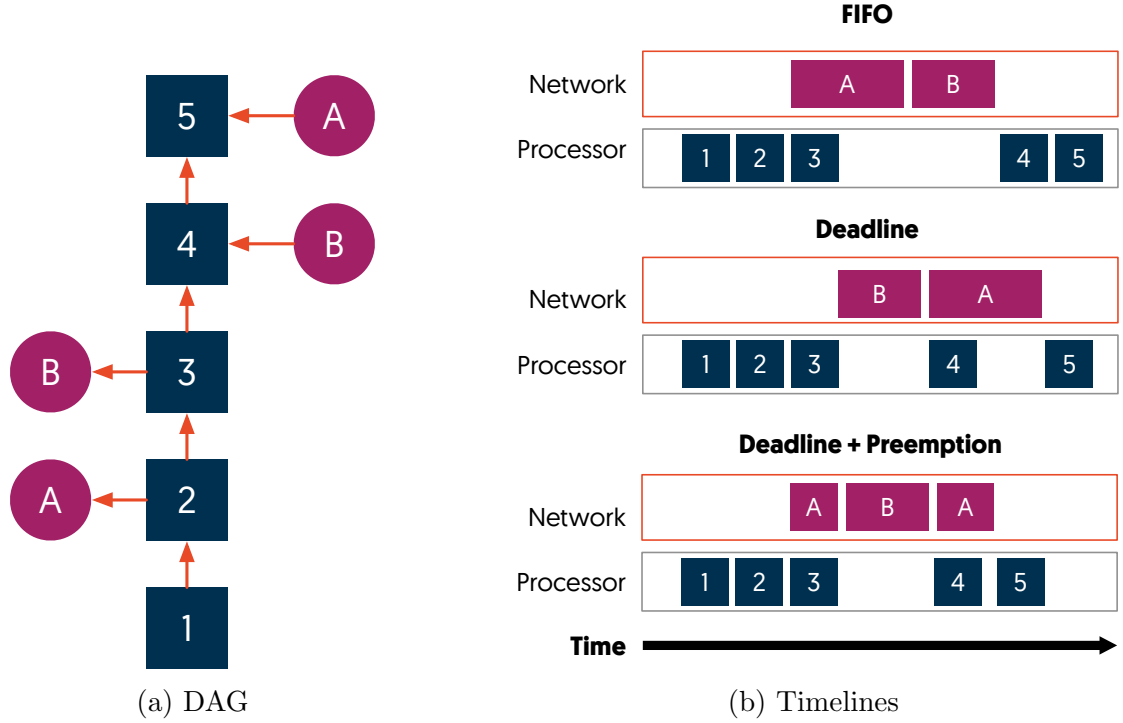 5
A
4
B
B
3
A
2
1
(a) DAG
FIFO
Network
A B
Processor
1 2 3 4 5
Deadline
Network
B A
Processor
1 2 3 4 5
Deadline + Preemption
Network
A B A
Processor
1 2 3 4 5
Time
(b) Timelines